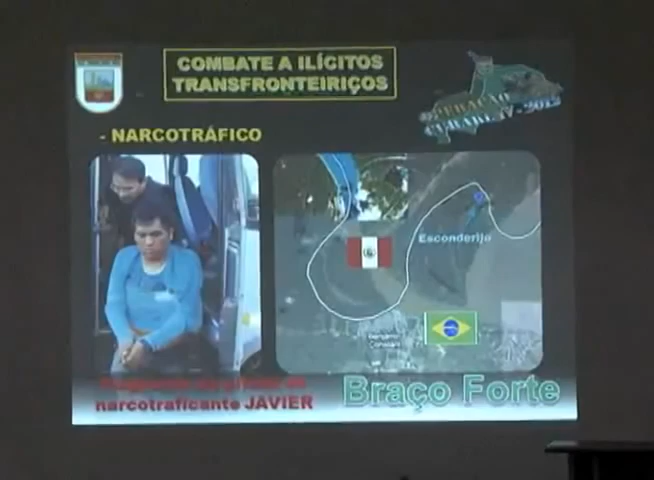 COMBATE A ILÍCITOS
TRANSFRONTEIRIÇOS
- NARCOTRÁFICO
Esconderijo
narcotraficante JAVIER
Braço Forte